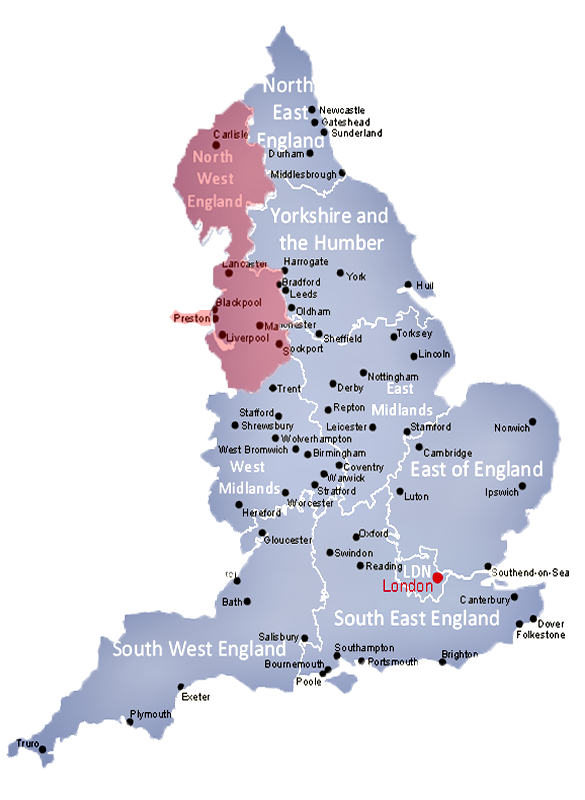 North
East
England
Newcastle
Gateshead
Sunderland
Durham
Middlesbrough
Carlisle
North
West
England
Yorkshire and
the Humber
Lancaster
Harrogate
York
Bradford
Leeds
Hull
Blackpool
Preston
Oldham
Liverpool
Sheffield
Torksey
Lincoln
Trent
Derby
Nottingham
East
Midlands
Stafford
Repton
Shrewsbury
Leicester
Stamford
Norwich
Wolverhampton
West Bromwich
Birmingham
Cambridge
West
Midlands
Coventry
Warwick
Stratford
East of England
Ipswich
Luton
Worcester
Hereford
Gloucester
Oxford
Swindon
Reading
LDN
London
Southend-on-Sea
Bath
Canterbury
South East England
Dover
Folkestone
Salisbury
South West England
Southampton
Bournemouth
Portsmouth
Brighton
Poole
Exeter
Plymouth
Truro